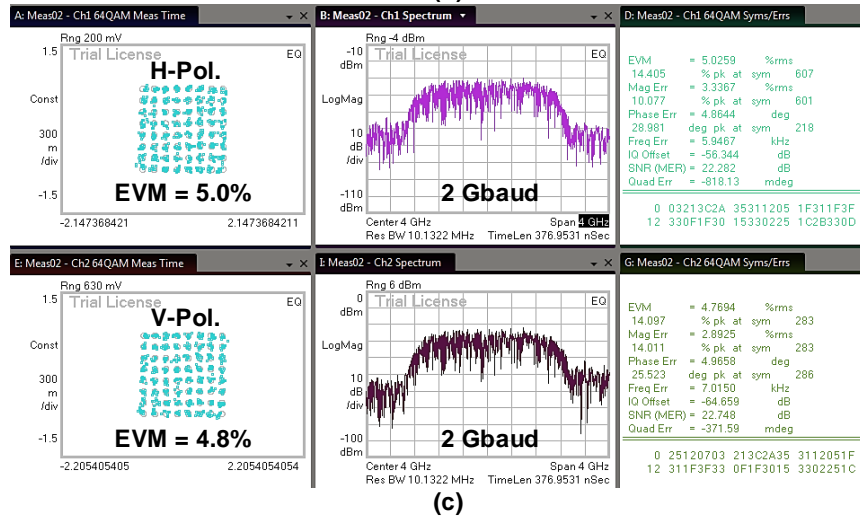 A: Meas02 - Ch1 64QAM Meas Time
Rng 200 mV
1.5
Trial License
EQ
H-Pol.
Const
300
m
/div
EVM = 5.0%
-1.5
-2.147368421
2.1473684211
B: Meas02 - Ch1 Spectrum
Rng -4 dBm
-10
dBm
Trial License
EQ
LogMag
10
dB
/div
2 Gbaud
-110
dBm
Center 4 GHz
Span 4 GHz
Res BW 10.1322 MHz TimeLen 376.9531 nSec
D: Meas02 - Ch1 64QAM Syms/Errs
EVM = 5.0259 %rms
14.405 % pk at sym 607
Mag Err = 3.3367 %rms
10.077 % pk at sym 601
Phase Err = 4.8644 deg
28.981 deg pk at sym 218
Freq Err = 5.9467 kHz
IQ Offset = -56.344 dB
SNR (MER) = 22.282 dB
Quad Err = -818.13 mdeg
0 03213C2A 35311205 1F311F3F
12 330F1F30 15330225 1C2B330D
E: Meas02 - Ch2 64QAM Meas Time
Rng 630 mV
1.5
Trial License
EQ
V-Pol.
Const
300
m
/div
EVM = 4.8%
-1.5
-2.205405405
2.2054054054
I: Meas02 - Ch2 Spectrum
Rng 6 dBm
0
dBm
Trial License
EQ
LogMag
10
dB
/div
2 Gbaud
-100
dBm
Center 4 GHz
Span 4 GHz
Res BW 10.1322 MHz TimeLen 376.9531 nSec
G: Meas02 - Ch2 64QAM Syms/Errs
EVM = 4.7694 %rms
14.097 % pk at sym 283
Mag Err = 2.8925 %rms
14.011 % pk at sym 283
Phase Err = 4.9658 deg
25.523 deg pk at sym 286
Freq Err = 7.0150 kHz
IQ Offset = -64.659 dB
SNR (MER) = 22.748 dB
Quad Err = -371.59 mdeg
0 25120703 213C2A35 3112051F
12 311F3F33 0F1F3015 3302251C
(c)